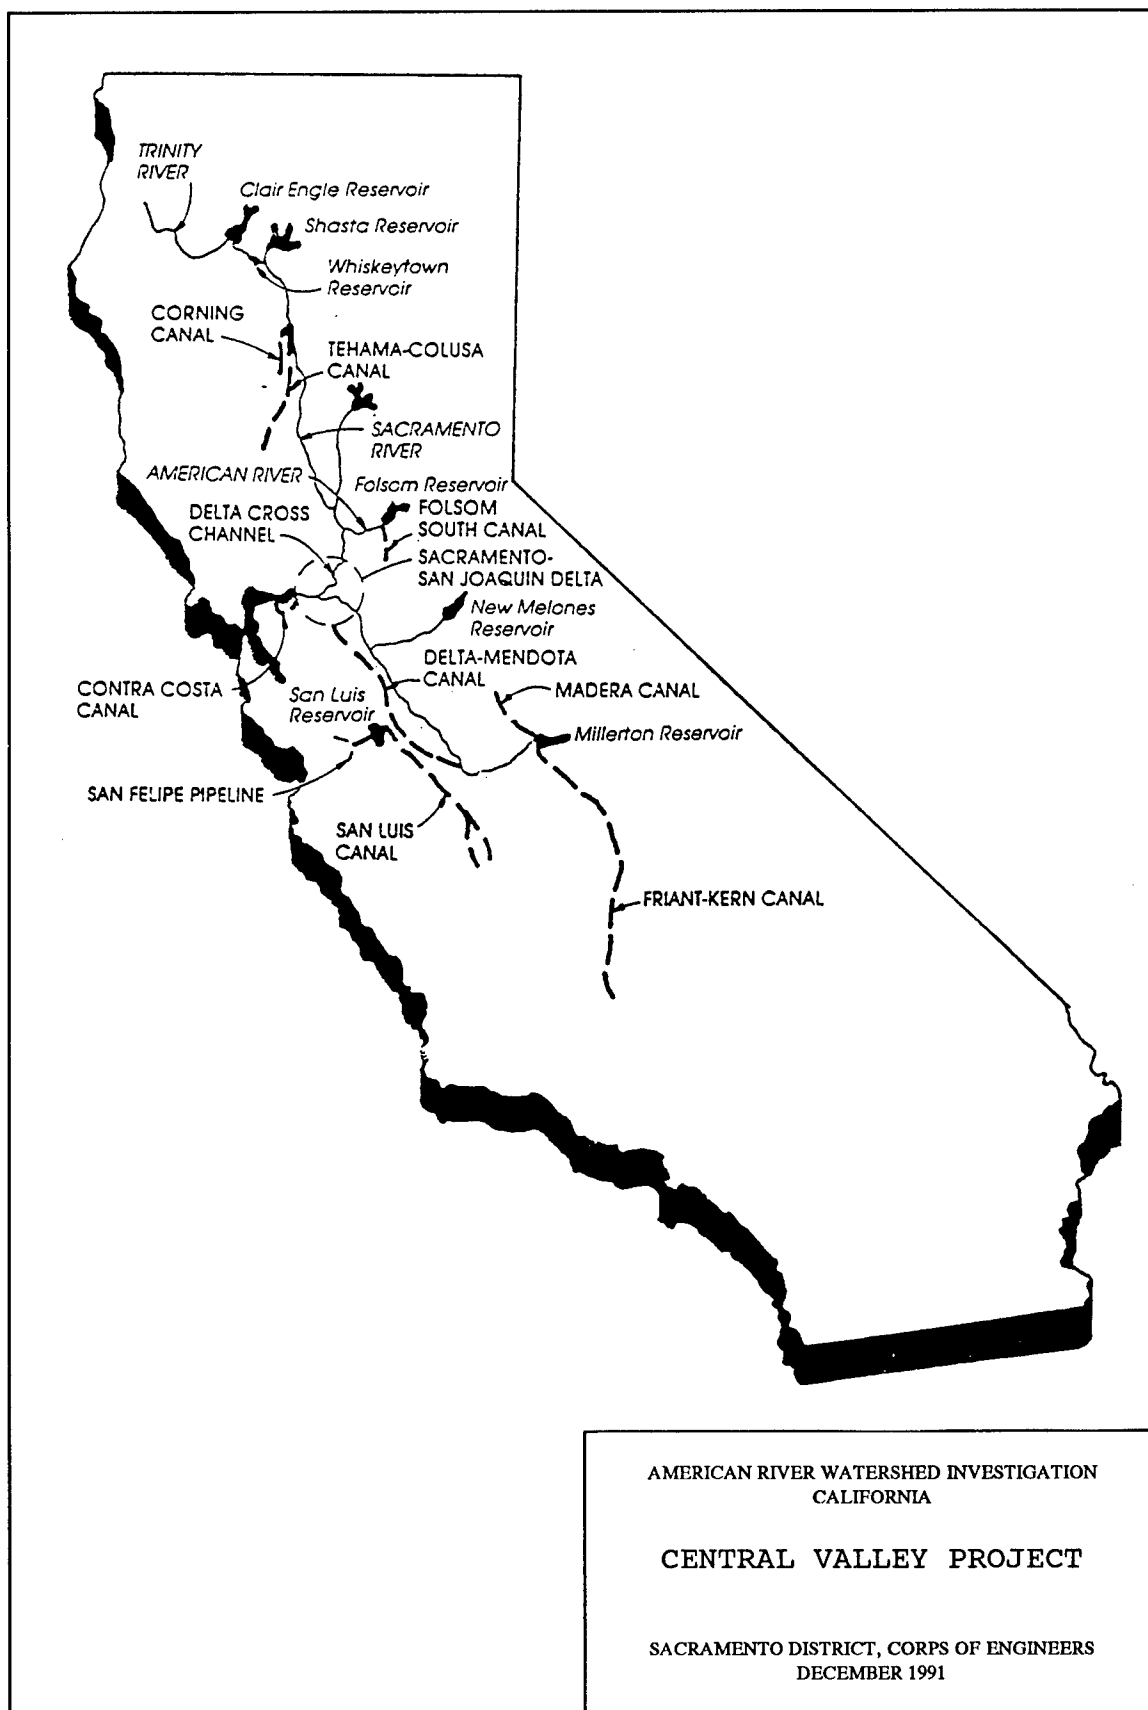 TRINITY
RIVER
Clair Engle Reservoir
Shasta Reservoir
Whiskeytown
Reservoir
CORNING
CANAL
TEHAMA-COLUSA
CANAL
SACRAMENTO
RIVER
AMERICAN RIVER
Folsom Reservoir
DELTA CROSS
CHANNEL
FOLSOM
SOUTH CANAL
SACRAMENTO-
SAN JOAQUIN DELTA
New Melones
Reservoir
DELTA-MENDOTA
CANAL
CONTRA COSTA
CANAL
San Luis
Reservoir
MADERA CANAL
Millerton Reservoir
SAN FELIPE PIPELINE
SAN LUIS
CANAL
FRIANT-KERN CANAL
AMERICAN RIVER WATERSHED INVESTIGATION
CALIFORNIA
CENTRAL VALLEY PROJECT
SACRAMENTO DISTRICT, CORPS OF ENGINEERS
DECEMBER 1991